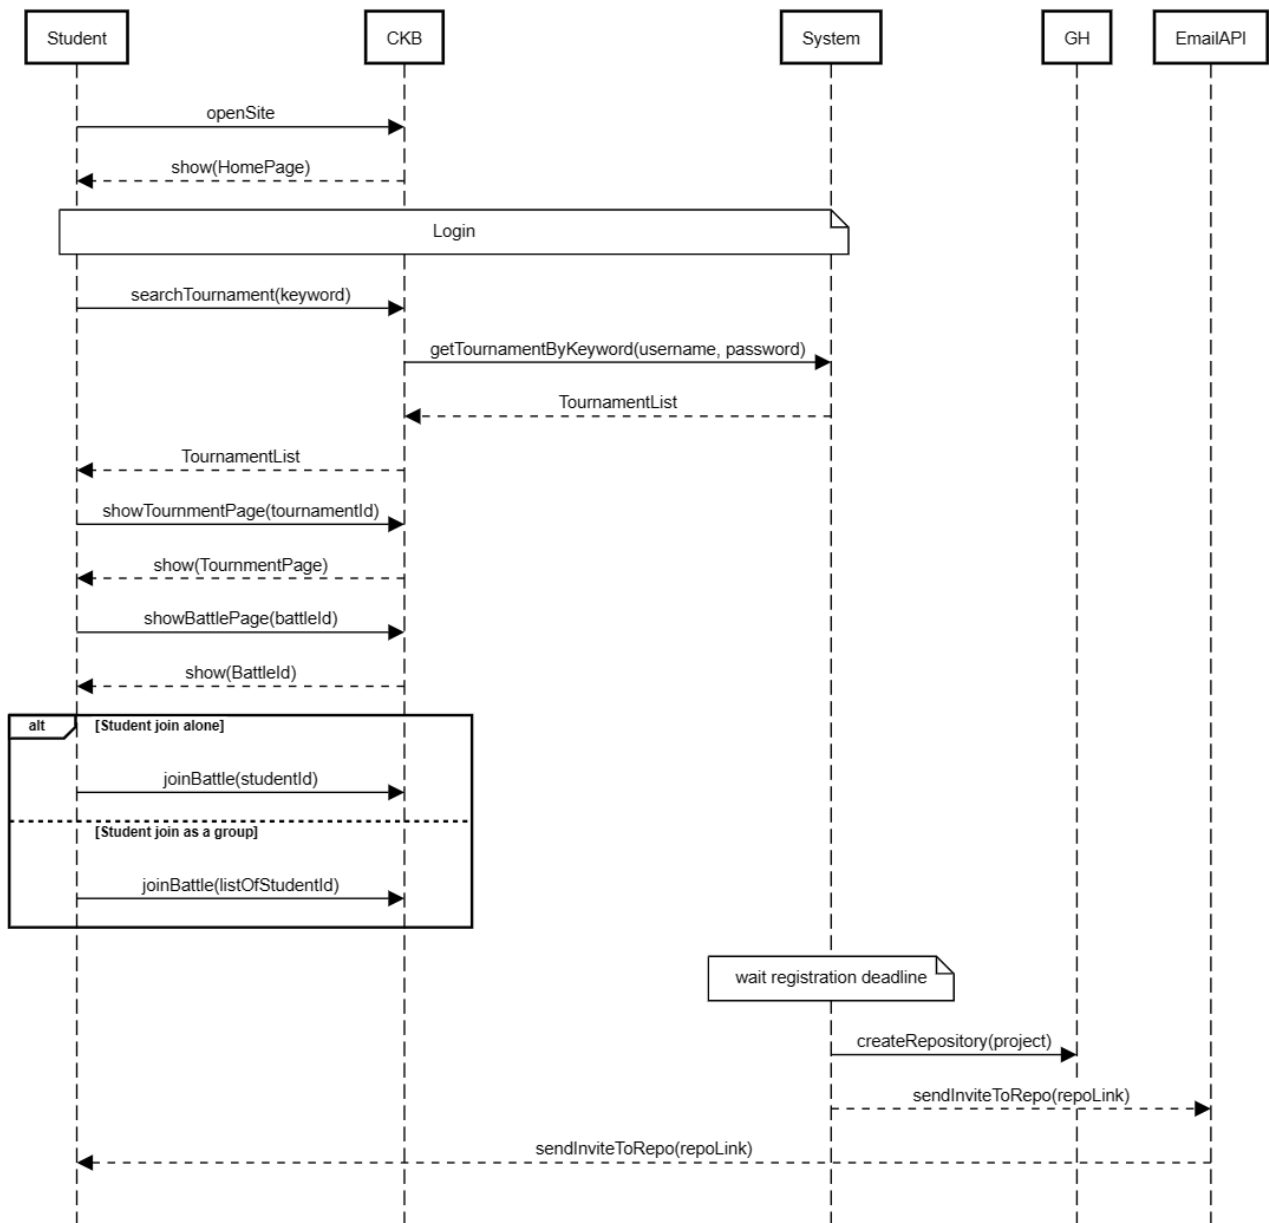 Student
CKB
System
GH
EmailAPI
openSite
show(HomePage)
Login
searchTournament(keyword)
getTournamentByKeyword(username, password)
TournamentList
TournamentList
showTournmentPage(tournamentId)
show(TournmentPage)
showBattlePage(battleId)
show(BattleId)
alt
[Student join alone]
joinBattle(studentId)
[Student join as a group]
joinBattle(listOfStudentId)
wait registration deadline
createRepository(project)
sendInviteToRepo(repoLink)
sendInviteToRepo(repoLink)